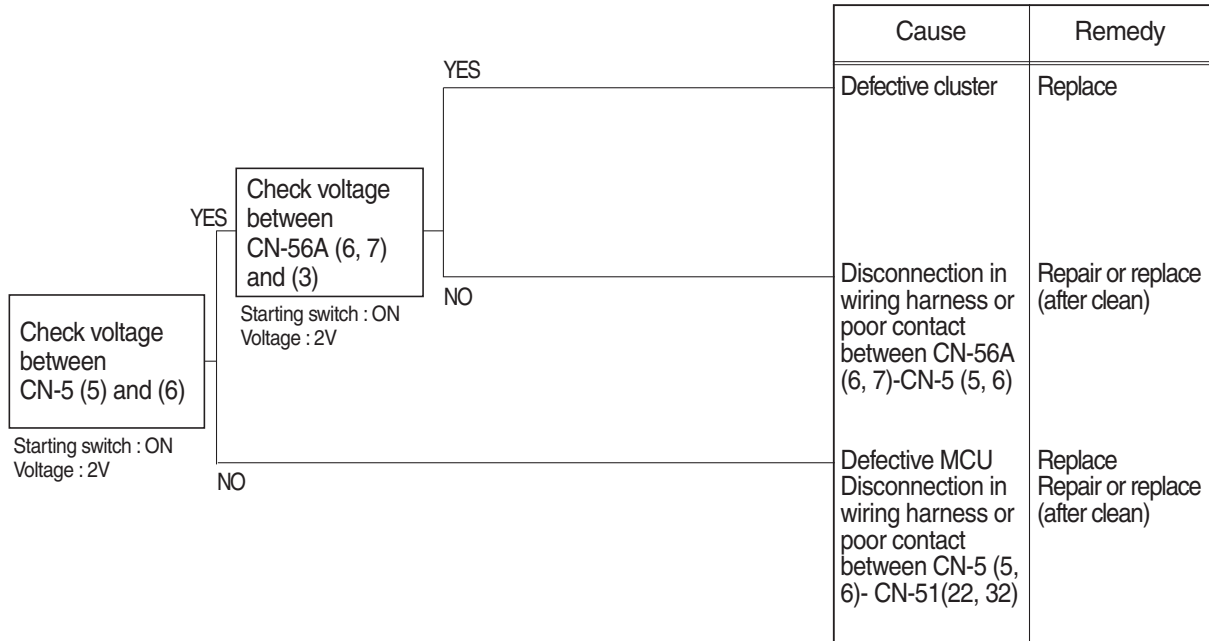 Cause
Remedy
YES
Defective cluster
Replace
Check voltage
between
CN-56A (6, 7)
and (3)
YES
Starting switch : ON
Voltage : 2V
NO
Disconnection in
wiring harness or
poor contact
between CN-56A
(6, 7)-CN-5 (5, 6)
Repair or replace
(after clean)
Check voltage
between
CN-5 (5) and (6)
Starting switch : ON
Voltage : 2V
NO
Defective MCU
Disconnection in
wiring harness or
poor contact
between CN-5 (5,
6)- CN-51(22, 32)
Replace
Repair or replace
(after clean)